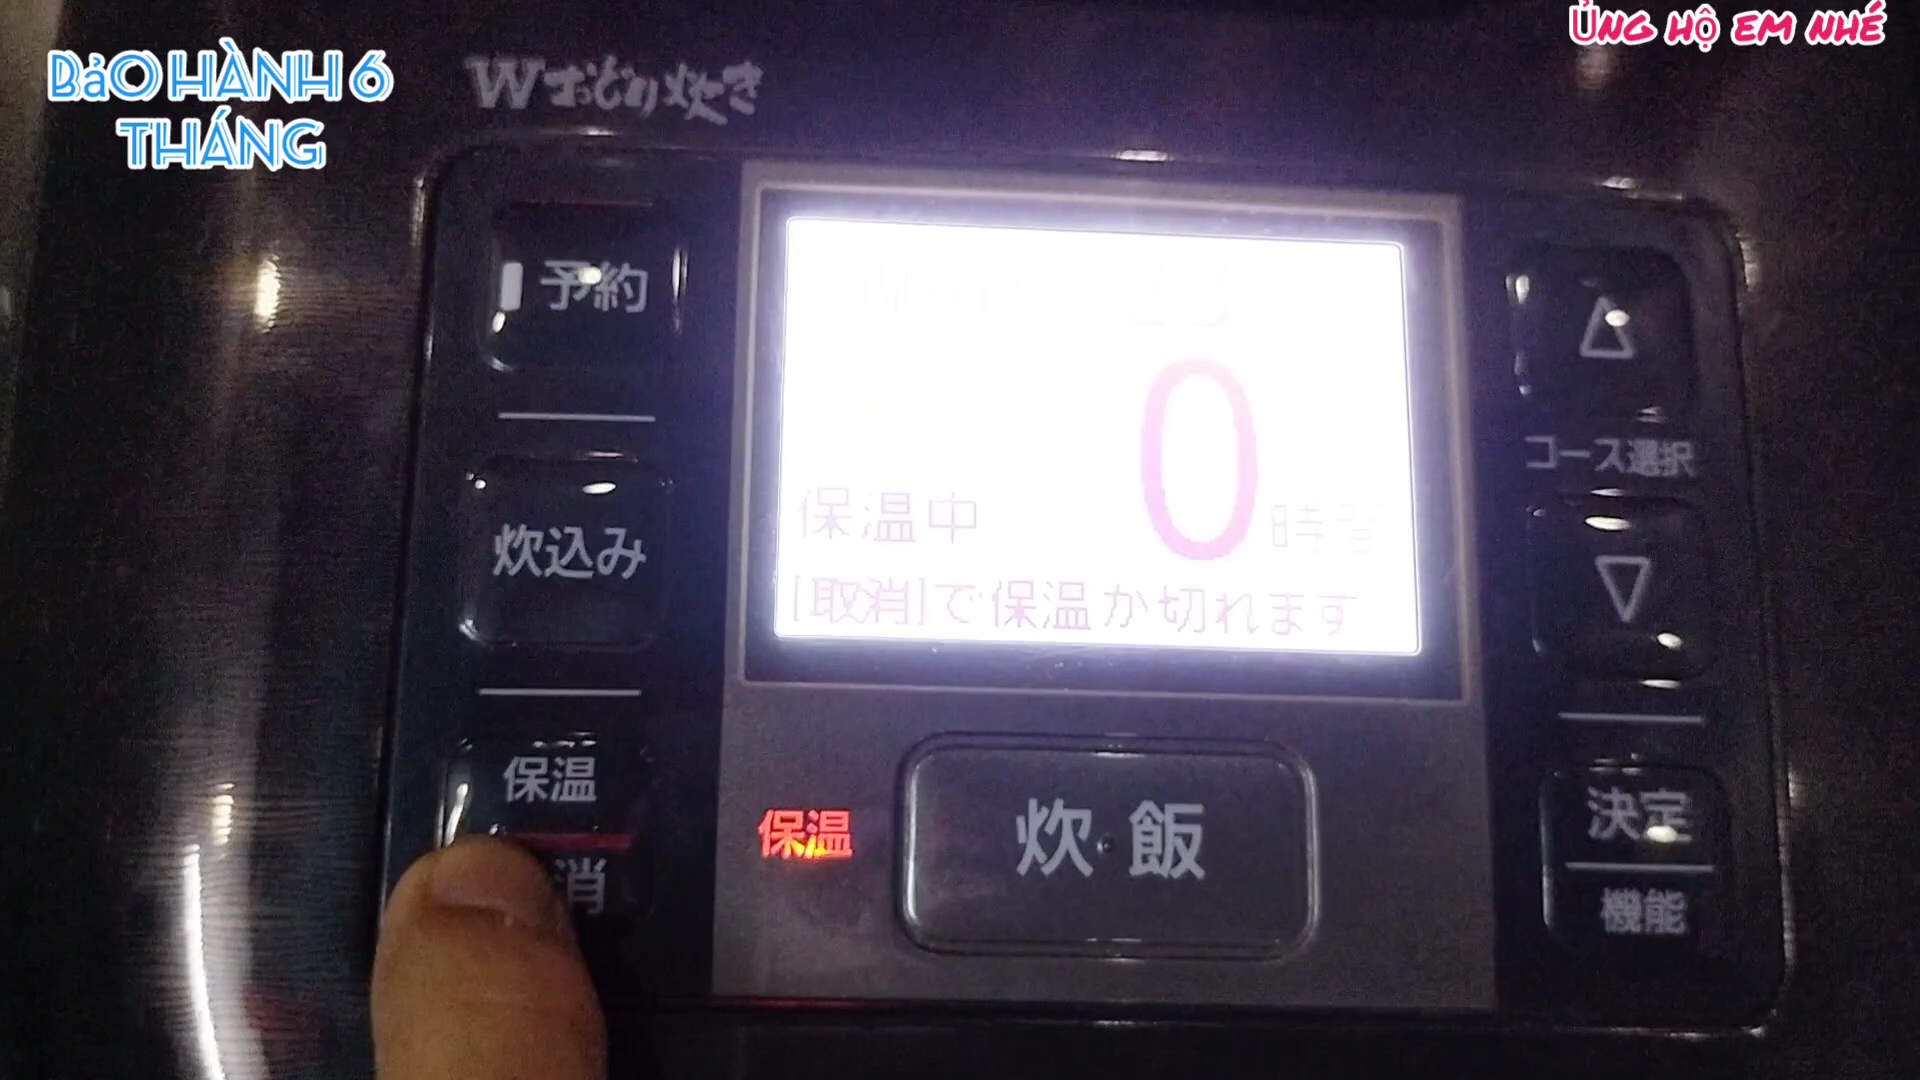 ỦNG HỘ EM NHÉ
BảO HÀNH 6
THÁNG
Wおどり炊き
予約
炊込み
保温
消
0
保温中
時
[取消]で保温が切れます
保温
炊飯
コース選択
決定
機能